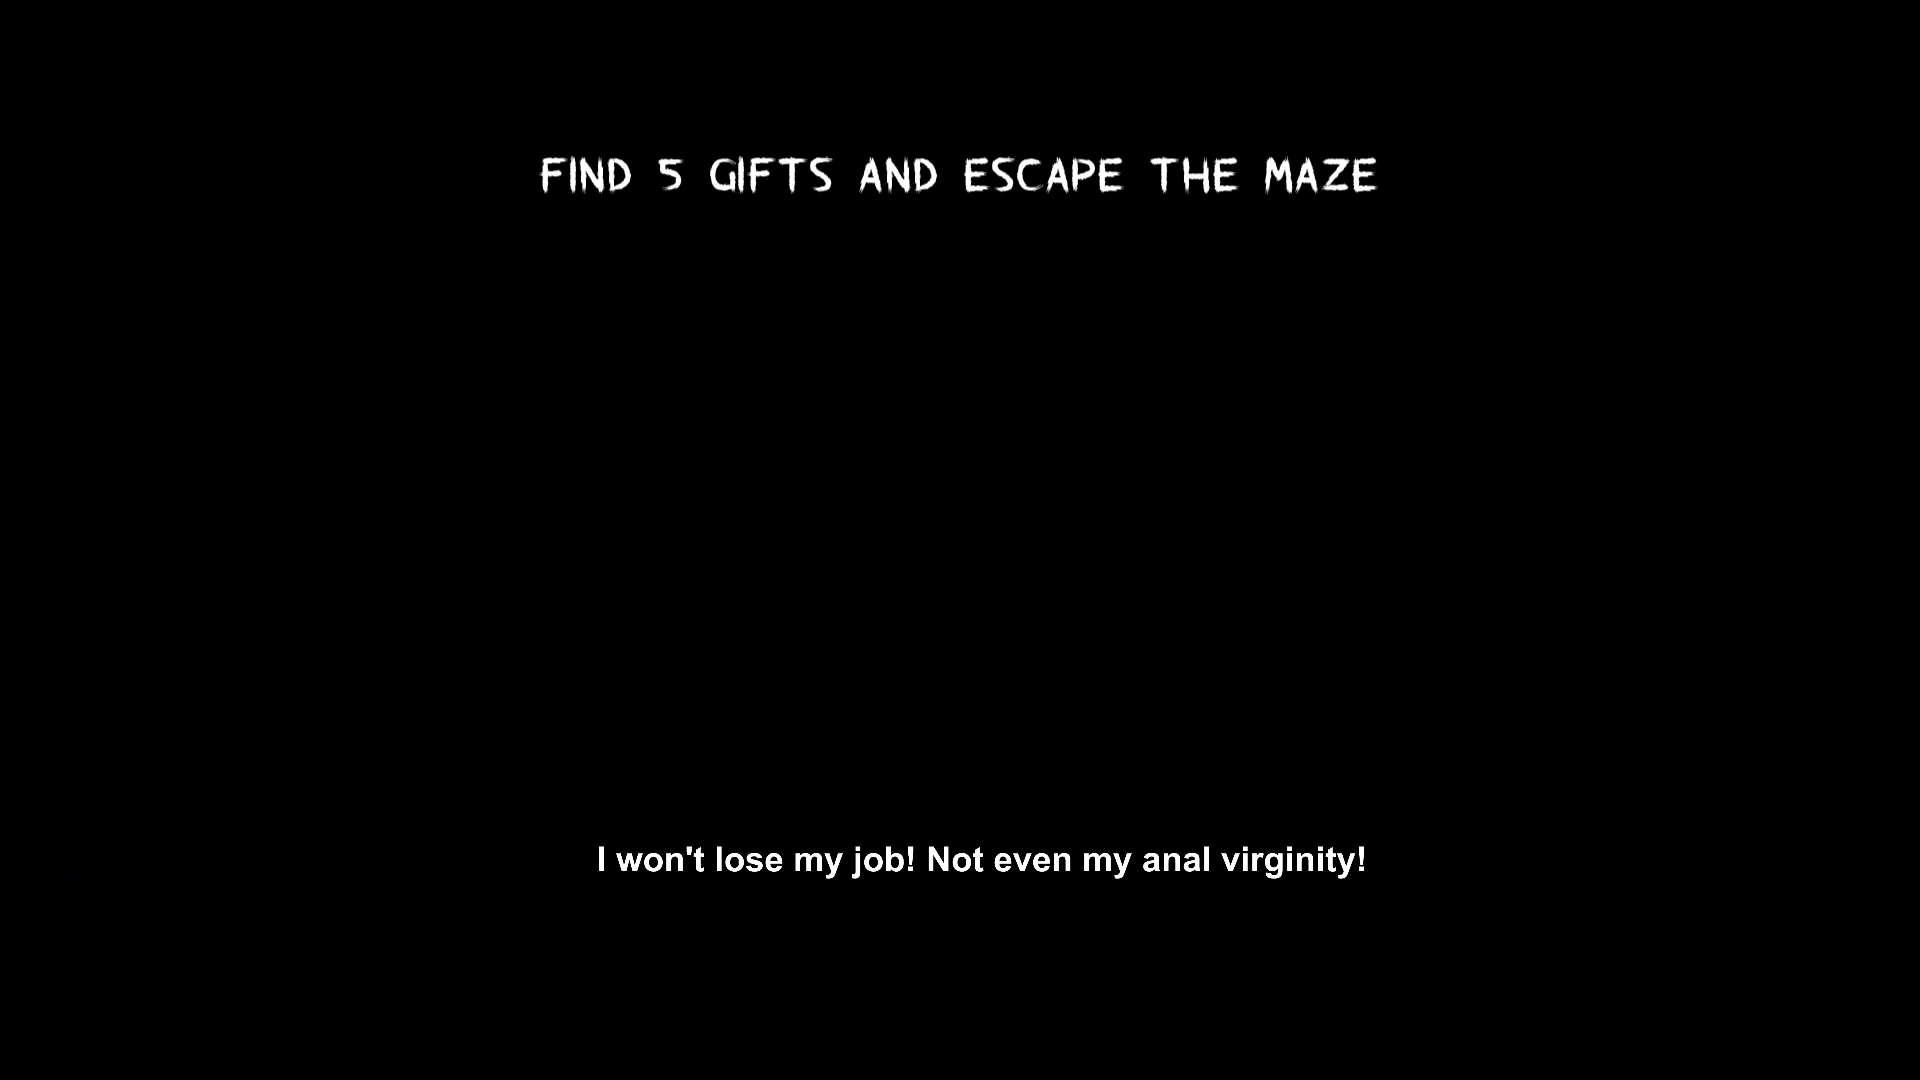 FIND 5 GIFTS AND ESCAPE THE MAZE
I won't lose my job! Not even my anal virginity!